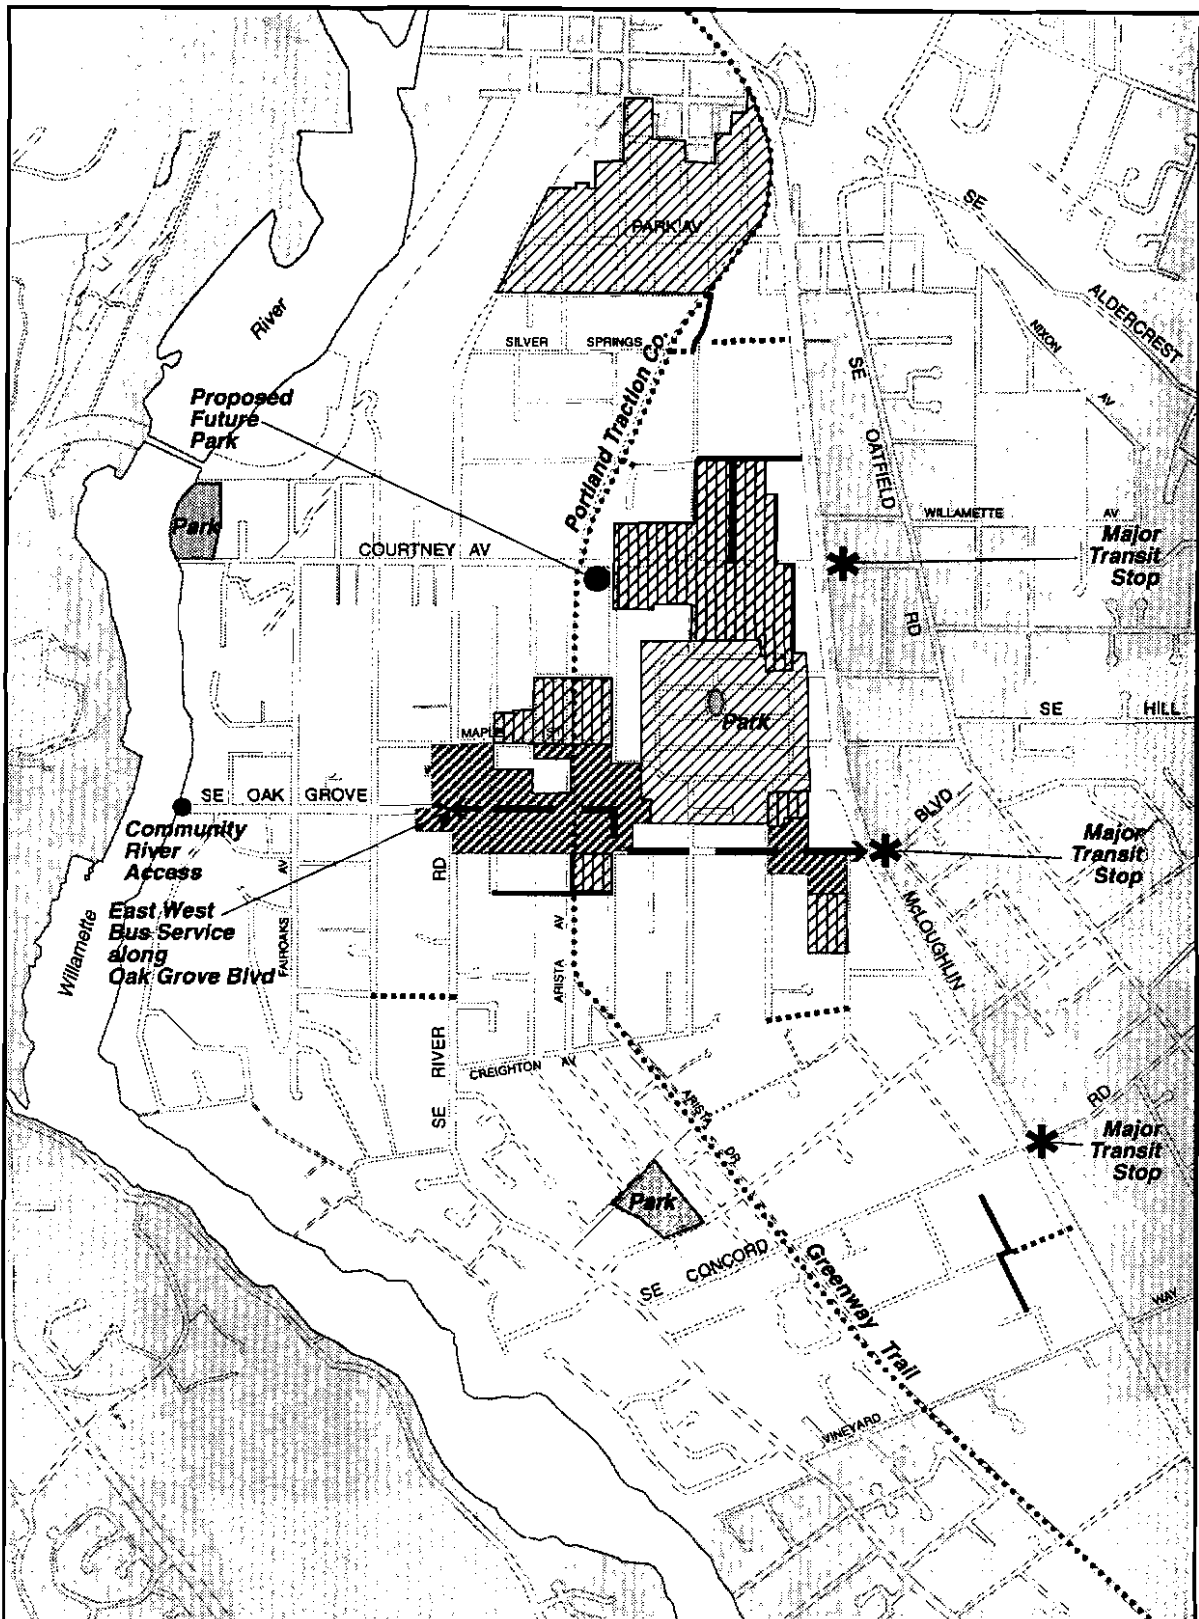 SE
PARK AV
ALDERCREST
River
NIXON
AV
SILVER SPRINGS
SE
OATFIELD
RD
Portland Traction Co.
Proposed
Future
Park
Park
WILLAMETTE AV
COURTNEY AV
Major
Transit
Stop
Park
SE HILL
MAPLE ST
SE OAK GROVE
BLVD
Community
River
Access
Major
Transit
Stop
RD
AV
East West
Bus Service
along
Oak Grove Blvd
FAIROAKS
Willamette
ARISTA AV
McLOUGHLIN
SE RIVER
CREIGHTON AV
ARISTA DR
RD
Major
Transit
Stop
Park
SE CONCORD
Greenway Trail
WAY
VINEYARD